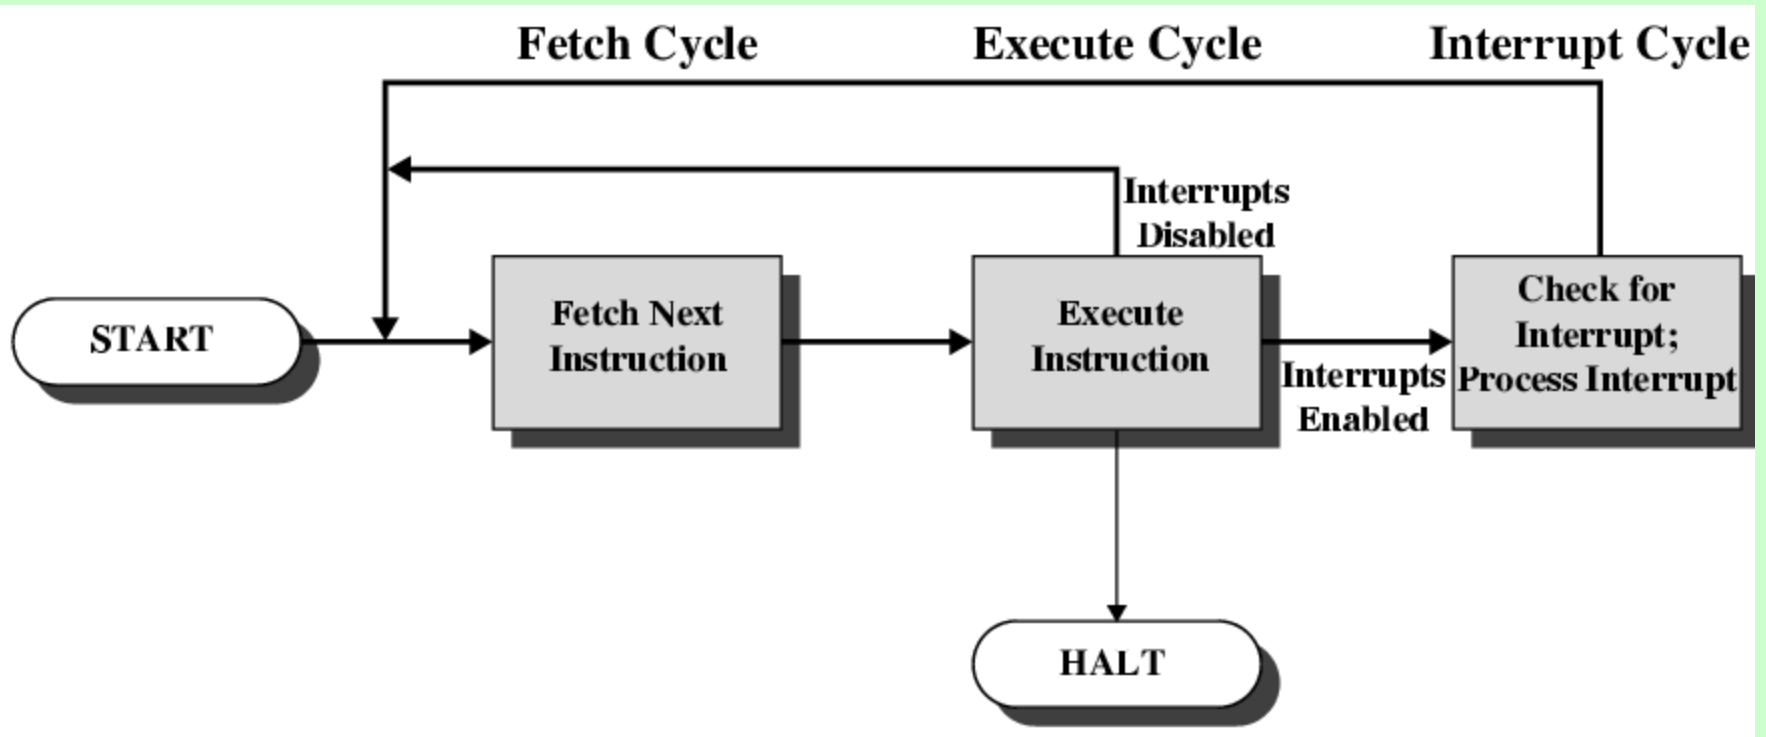 Fetch Cycle
Execute Cycle
Interrupt Cycle
Interrupts
Disabled
START
Fetch Next
Instruction
Execute
Instruction
Interrupts
Enabled
Check for
Interrupt;
Process Interrupt
HALT